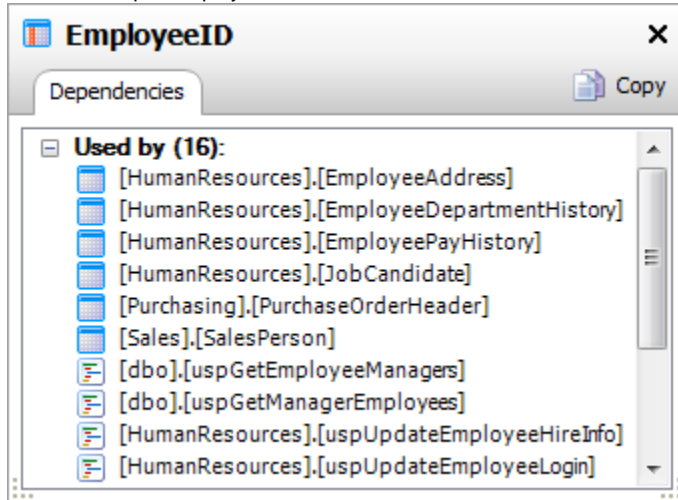 EmployeeID
Dependencies
Copy
Used by (16):
[HumanResources].[EmployeeAddress]
[HumanResources].[EmployeeDepartmentHistory]
[HumanResources].[EmployeePayHistory]
[HumanResources].[JobCandidate]
[Purchasing].[PurchaseOrderHeader]
[Sales].[SalesPerson]
[dbo].[uspGetEmployeeManagers]
[dbo].[uspGetManagerEmployees]
[HumanResources].[uspUpdateEmployeeHireInfo]
[HumanResources].[uspUpdateEmployeeLogin]